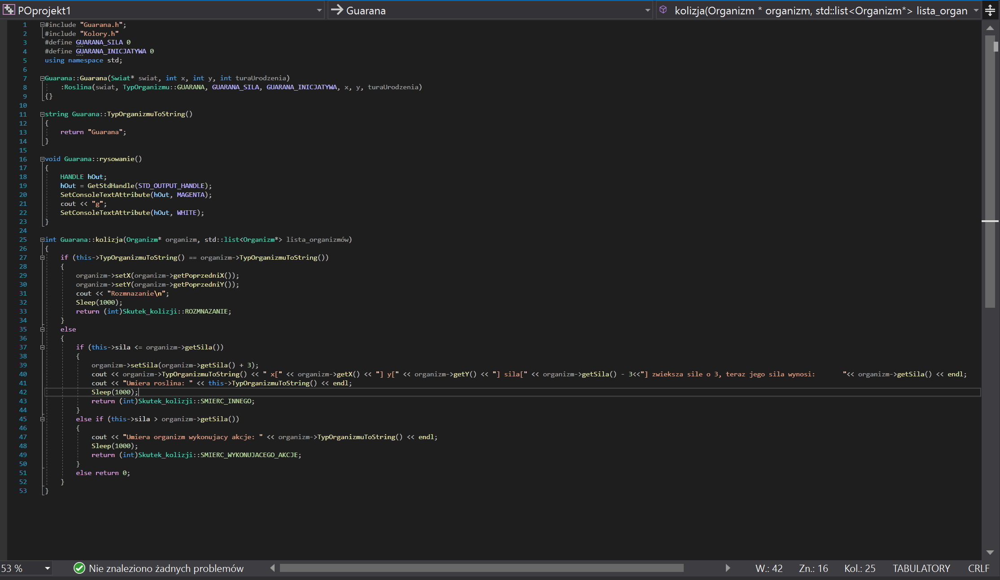 POprojekt1 Guarana kolizja(Organizm * organizm, std::list<Organizm*> lista_organ
1 #include "Guarana.h";
2 #include "Kolory.h"
3 #define GUARANA_SILA 0
4 #define GUARANA_INICJATYWA 0
5 using namespace std;
6
7 Guarana::Guarana(Swiat* swiat, int x, int y, int turaUrodzenia)
8 :Roslina(swiat, TypOrganizmu::GUARANA, GUARANA_SILA, GUARANA_INICJATYWA, x, y, turaUrodzenia)
9 {}
10
11 string Guarana::TypOrganizmuToString()
12 {
13 return "Guarana";
14 }
15
16 void Guarana::rysowanie()
17 {
18 HANDLE hOut;
19 hOut = GetStdHandle(STD_OUTPUT_HANDLE);
20 SetConsoleTextAttribute(hOut, MAGENTA);
21 cout << "g";
22 SetConsoleTextAttribute(hOut, WHITE);
23 }
24
25 int Guarana::kolizja(Organizm* organizm, std::list<Organizm*> lista_organizmów)
26 {
27 if (this->TypOrganizmuToString() == organizm->TypOrganizmuToString())
28 {
29 organizm->setX(organizm->getPoprzedniX());
30 organizm->setY(organizm->getPoprzedniY());
31 cout << "Rozmnazanie\n";
32 Sleep(1000);
33 return (int)Skutek_kolizji::ROZMNAZANIE;
34 }
35 else
36 {
37 if (this->sila <= organizm->getSila())
38 {
39 organizm->setSila(organizm->getSila() + 3);
40 cout << organizm->TypOrganizmuToString() << " x[" << organizm->getX() << "] y[" << organizm->getY() << "] sila[" << organizm->getSila() - 3<<"] zwieksza sile o 3, teraz jego sila wynosi: "<< organizm->getSila() << endl;
41 cout << "Umiera roslina: " << this->TypOrganizmuToString() << endl;
42 Sleep(1000);
43 return (int)Skutek_kolizji::SMIERC_INNEGO;
44 }
45 else if (this->sila > organizm->getSila())
46 {
47 cout << "Umiera organizm wykonujacy akcje: " << organizm->TypOrganizmuToString() << endl;
48 Sleep(1000);
49 return (int)Skutek_kolizji::SMIERC_WYKONUJACEGO_AKCJE;
50 }
51 else return 0;
52 }
53 }
53 % Nie znaleziono żadnych problemów W.: 42 Zn.: 16 Kol.: 25 TABULATORY CRLF